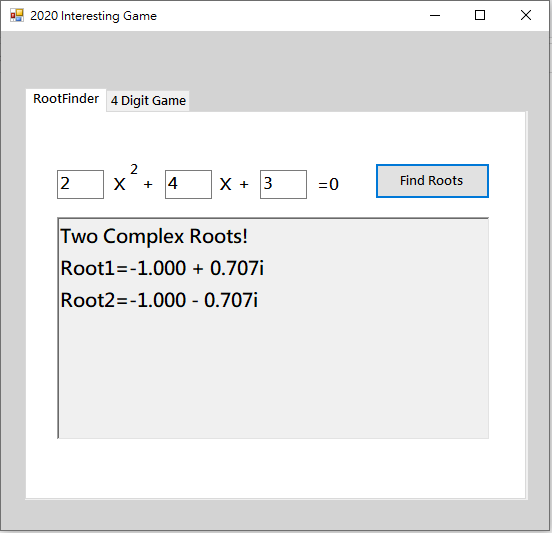 2020 Interesting Game
RootFinder 4 Digit Game
2 X 2 + 4 X + 3 =0 Find Roots
Two Complex Roots!
Root1=-1.000 + 0.707i
Root2=-1.000 - 0.707i